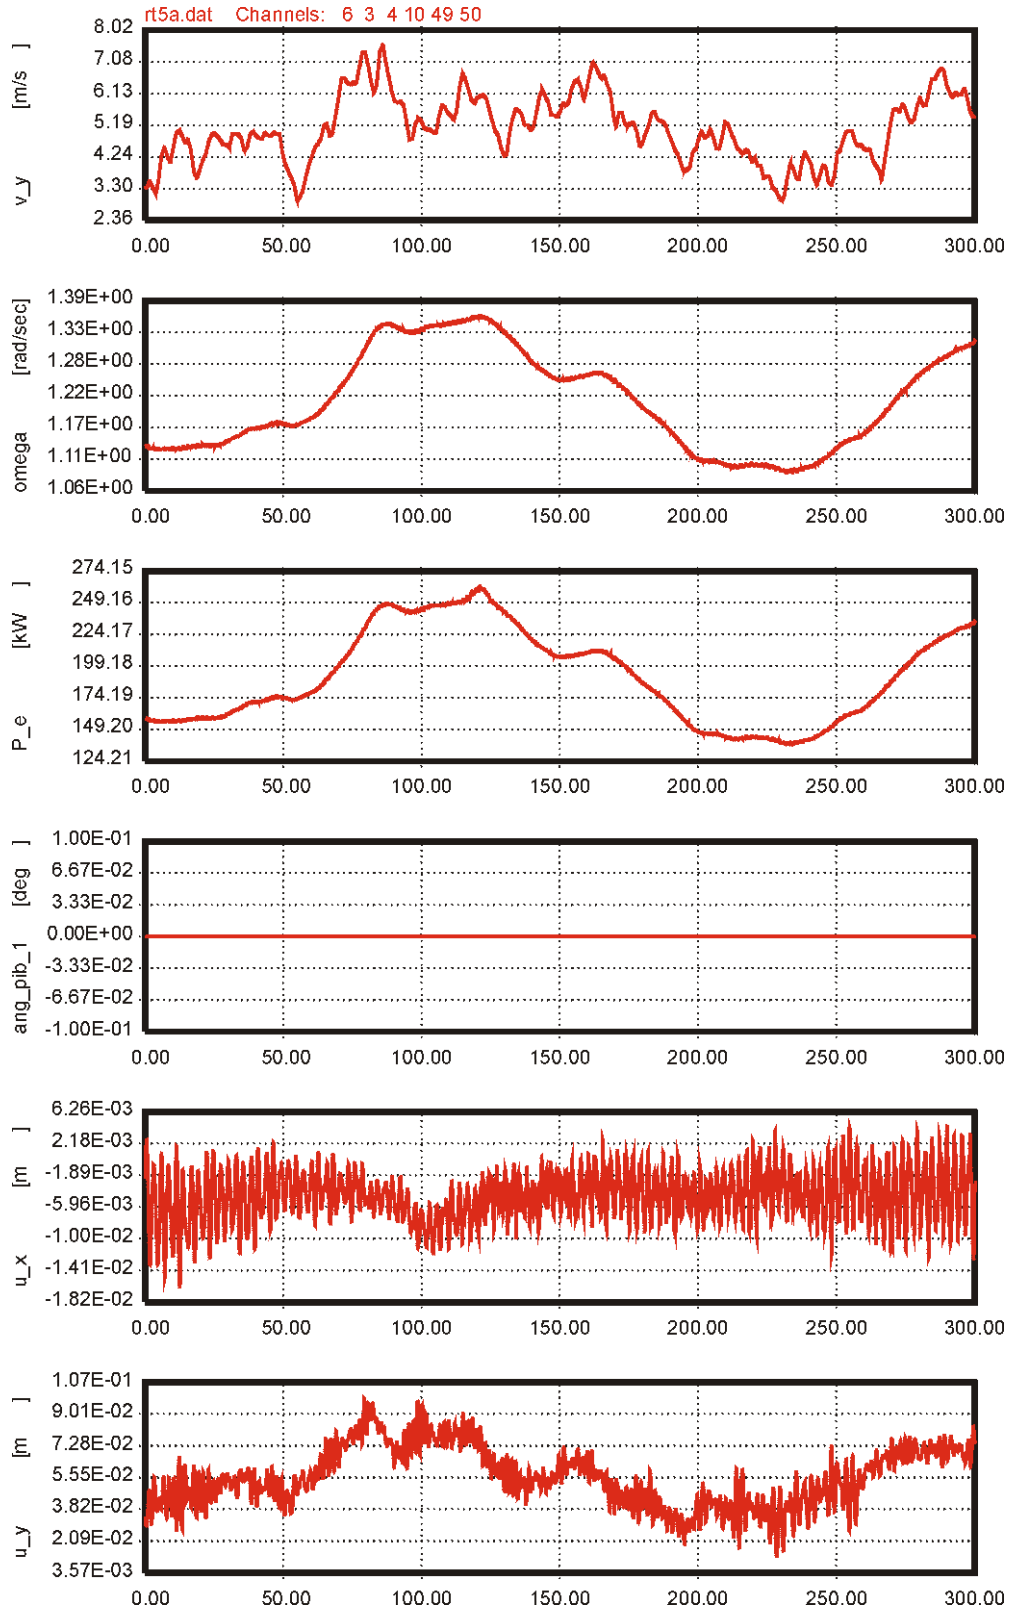 rt5a.dat Channels: 6 3 4 10 49 50
v_y [m/s ]
8.02
7.08
6.13
5.19
4.24
3.30
2.36
0.00 50.00 100.00 150.00 200.00 250.00 300.00
omega [rad/sec]
1.39E+00
1.33E+00
1.28E+00
1.22E+00
1.17E+00
1.11E+00
1.06E+00
0.00 50.00 100.00 150.00 200.00 250.00 300.00
P_e [kW ]
274.15
249.16
224.17
199.18
174.19
149.20
124.21
0.00 50.00 100.00 150.00 200.00 250.00 300.00
ang_pib_1 [deg ]
1.00E-01
6.67E-02
3.33E-02
0.00E+00
-3.33E-02
-6.67E-02
-1.00E-01
0.00 50.00 100.00 150.00 200.00 250.00 300.00
u_x [m ]
6.26E-03
2.18E-03
-1.89E-03
-5.96E-03
-1.00E-02
-1.41E-02
-1.82E-02
0.00 50.00 100.00 150.00 200.00 250.00 300.00
u_y [m ]
1.07E-01
9.01E-02
7.28E-02
5.55E-02
3.82E-02
2.09E-02
3.57E-03
0.00 50.00 100.00 150.00 200.00 250.00 300.00